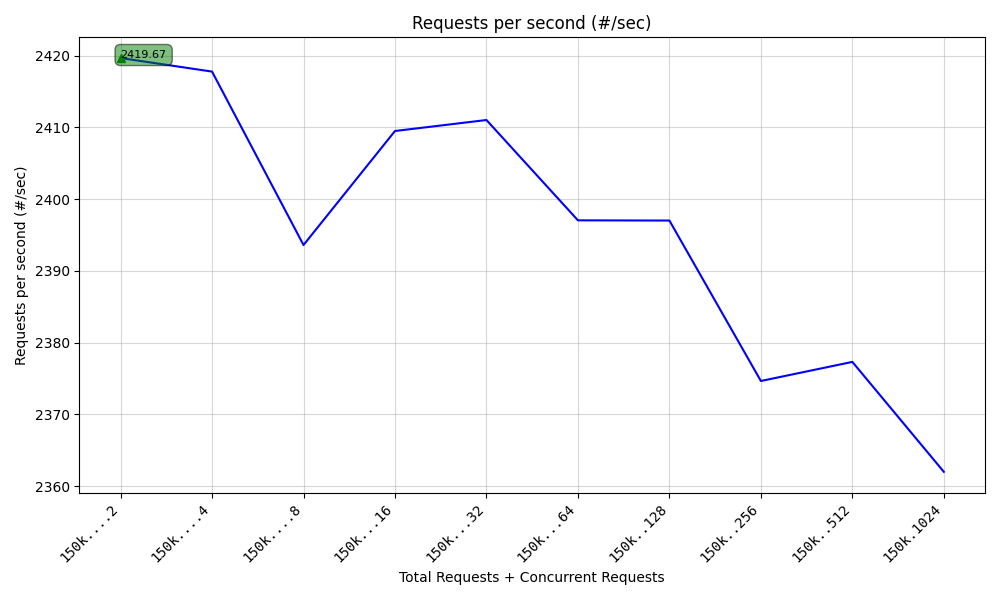 Requests per second (#/sec)
2419.67
2420
2410
2400
2390
2380
2370
2360
Requests per second (#/sec)
150k....2
150k....4
150k....8
150k...16
150k...32
150k...64
150k..128
150k..256
150k..512
150k.1024
Total Requests + Concurrent Requests